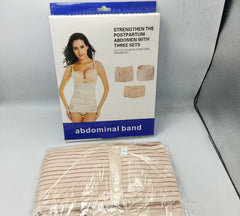 STRENGTHEN THE
POSTPARTUM
ABDOMEN WITH
THREE SETS
abdominal band